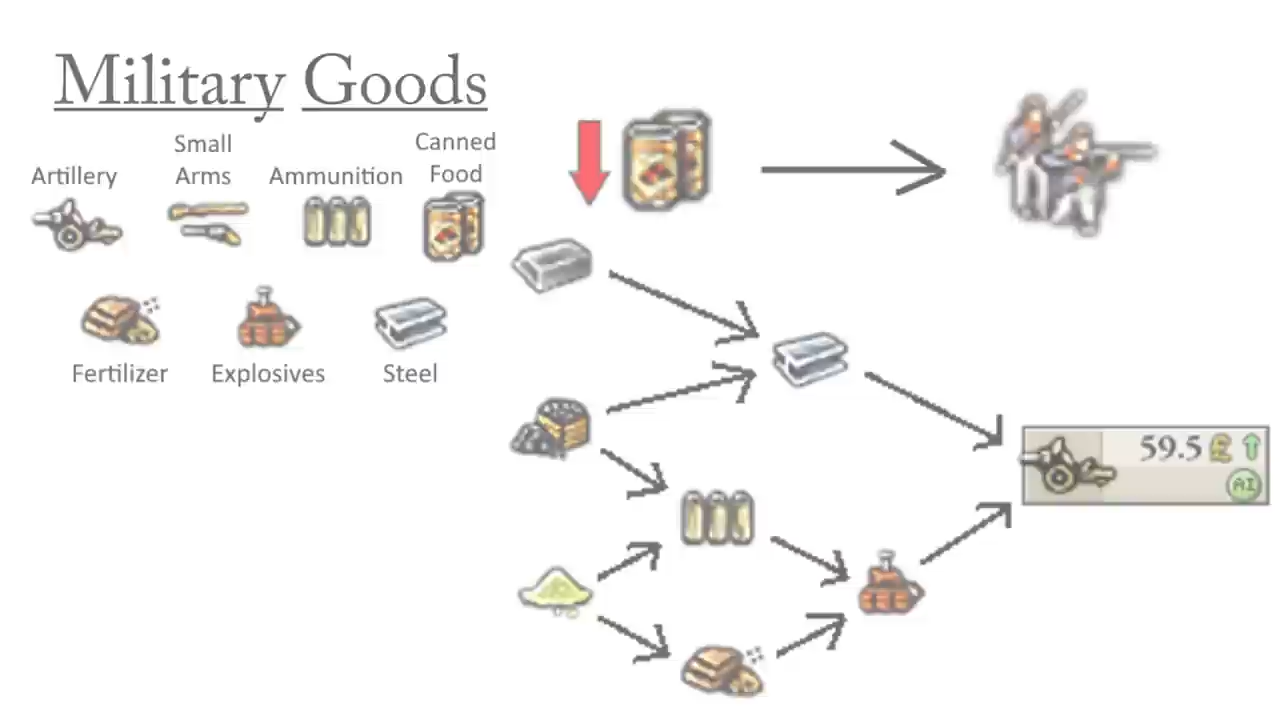 Military Goods
Artillery
Small
Arms
Ammunition
Canned
Food
Fertilizer
Explosives
Steel
59.5 £
AI